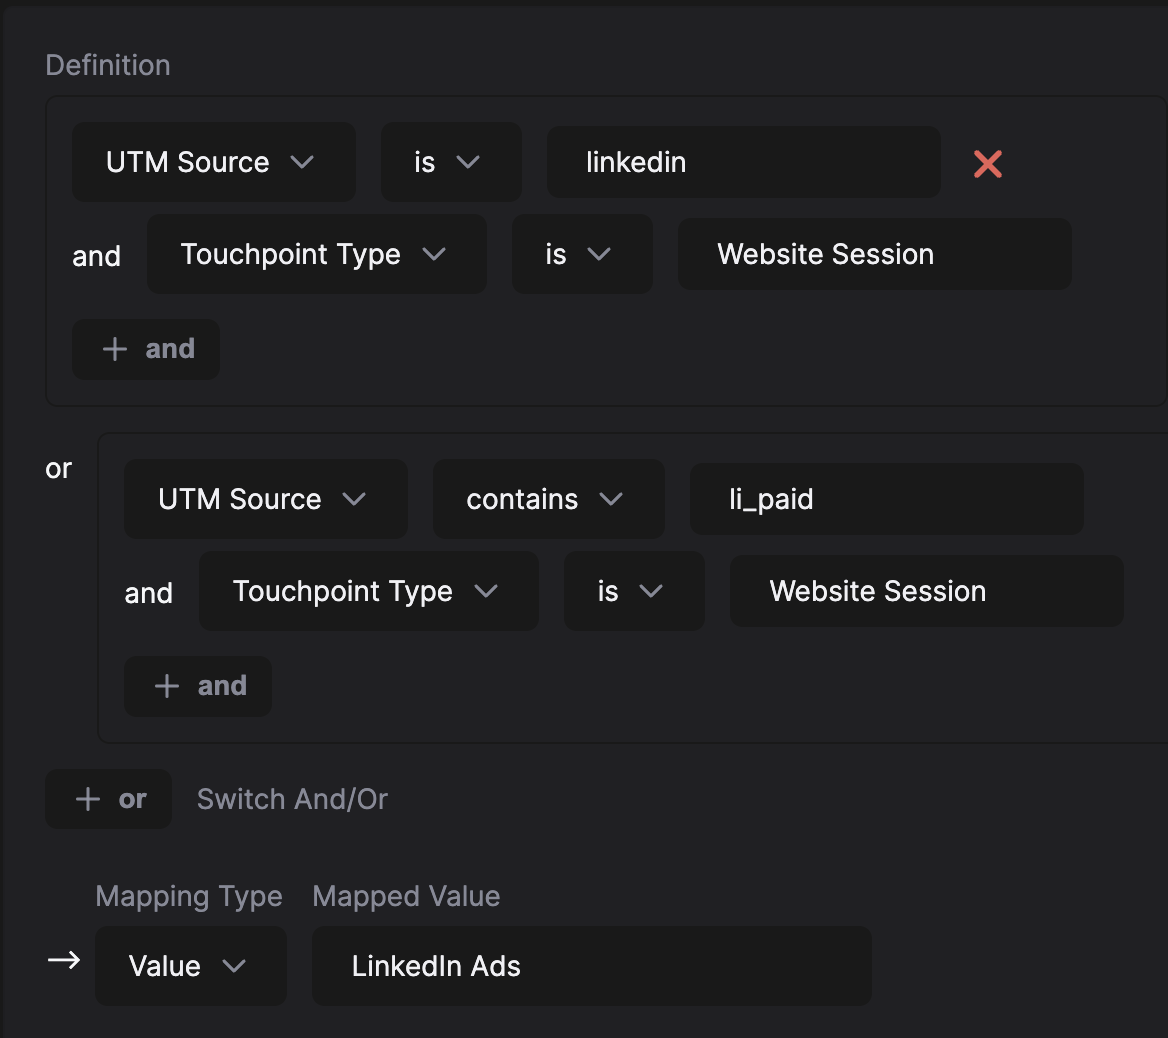 Definition
UTM Source is linkedin
and Touchpoint Type is Website Session
+ and
or UTM Source contains li_paid
and Touchpoint Type is Website Session
+ and
+ or Switch And/Or
Mapping Type Mapped Value
→ Value LinkedIn Ads